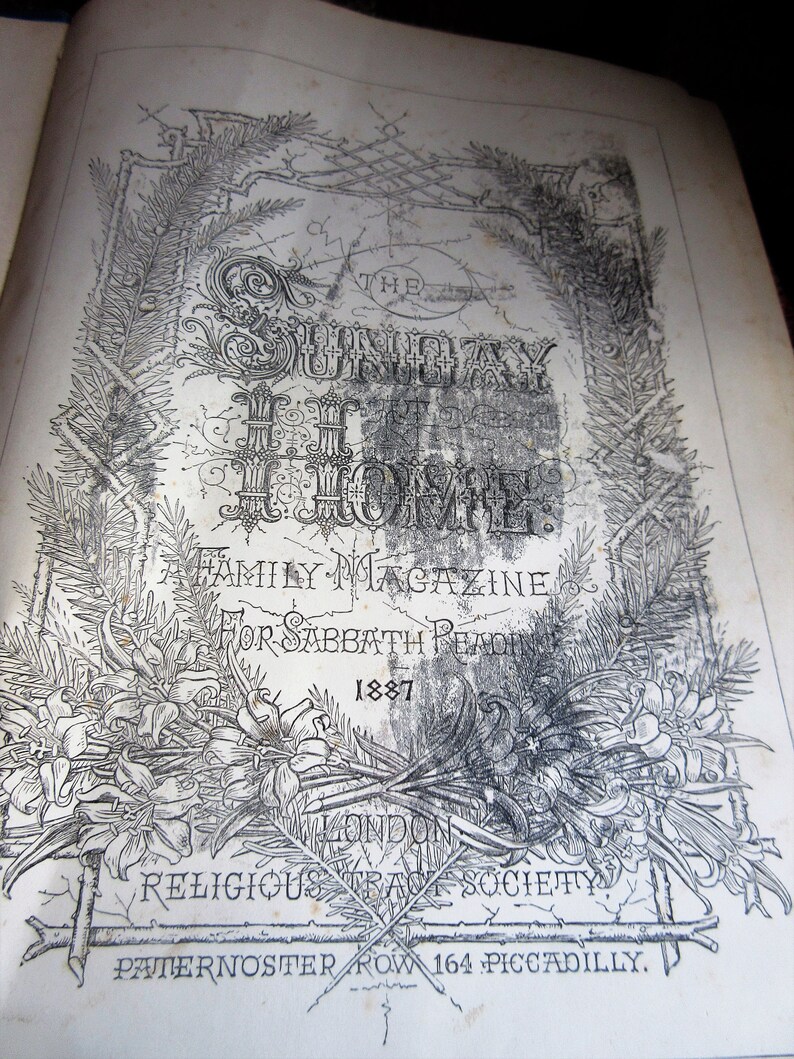 THE
SUNDAY
AT
HOME:
A FAMILY MAGAZINE
FOR SABBATH READING
1887
LONDON
RELIGIOUS TRACT SOCIETY,
PATERNOSTER ROW 164 PICCADILLY.